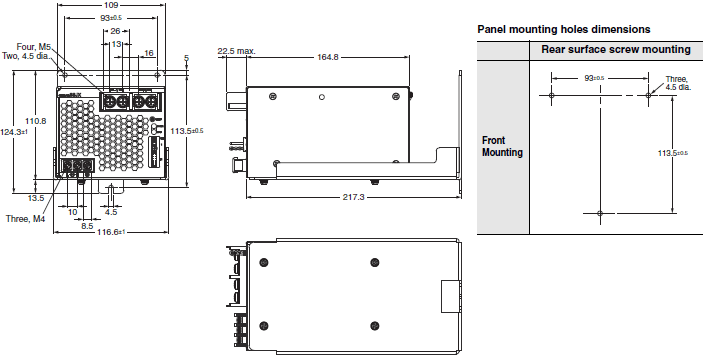 109
93±0.5
26
13
Four, M5
Two, 4.5 dia.
16
5
110.8
124.3±1
113.5±0.5
13.5
Three, M4
10
4.5
8.5
116.6±1
22.5 max.
164.8
217.3
Panel mounting holes dimensions
Rear surface screw mounting
Front
Mounting
93±0.5
Three,
4.5 dia.
113.5±0.5